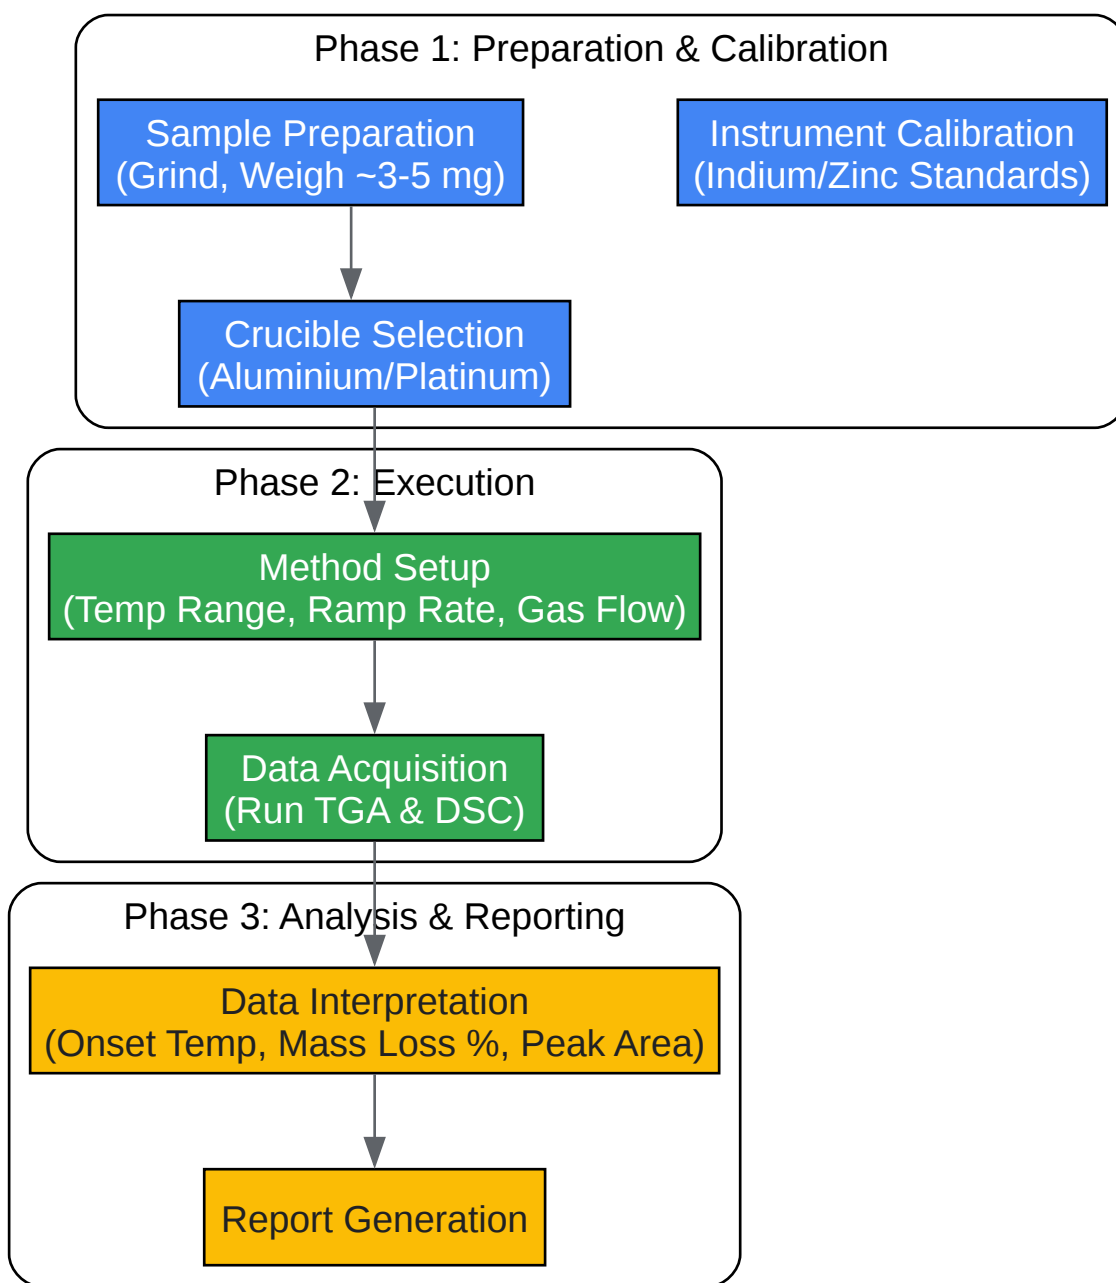 Phase 1: Preparation & Calibration
Sample Preparation
(Grind, Weigh ~3-5 mg)
Instrument Calibration
(Indium/Zinc Standards)
Crucible Selection
(Aluminium/Platinum)
Phase 2: Execution
Method Setup
(Temp Range, Ramp Rate, Gas Flow)
Data Acquisition
(Run TGA & DSC)
Phase 3: Analysis & Reporting
Data Interpretation
(Onset Temp, Mass Loss %, Peak Area)
Report Generation